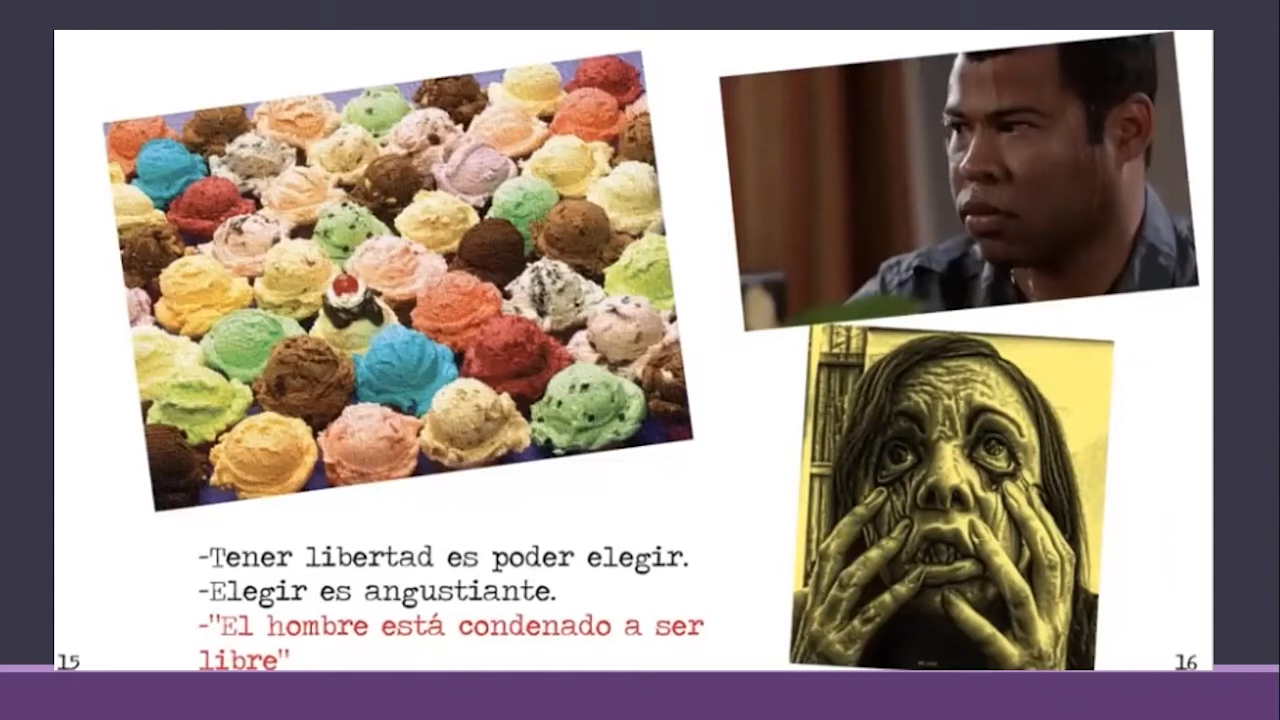 -Tener libertad es poder elegir.
-Elegir es angustiante.
-"El hombre está condenado a ser
libre"
15
16